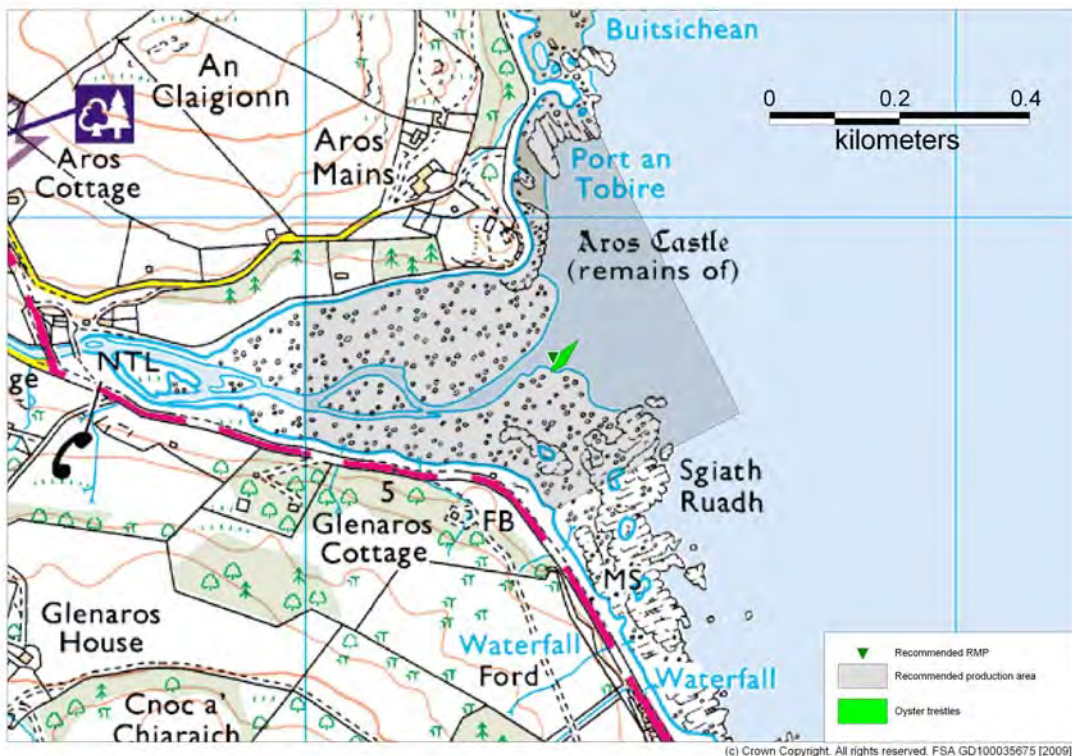 Buitsichean
An
Claigionn
0
0.2
0.4
kilometers
Aros
Mains
Port an
Tobire
Aros
Cottage
Aros Castle
(remains of)
NTL
ge
Sgiath
Ruadh
5
Glenaros
Cottage
FB
MS
Glenaros
House
Waterfall
Ford
Waterfall
Cnoc a'
Chiaraich
Recommended RMP
Recommended production area
Oyster trestles
(c) Crown Copyright. All rights reserved. FSA GD100035675 [2009]